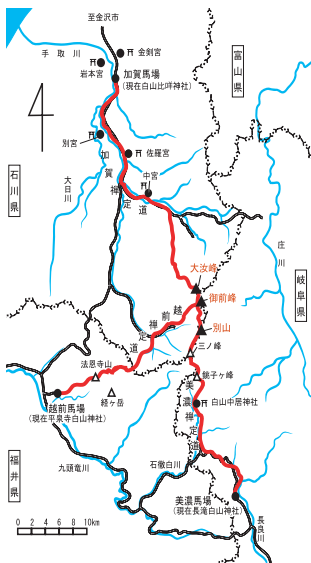 至金沢市
手取川
金剱宮
岩本宮
加賀馬場
(現在白山比咩神社)
富山県
別宮
佐羅宮
加賀禅定道
中宮
石川県
大日川
庄川
大汝峰
御前峰
岐阜県
別山
越前禅定道
三ノ峰
法恩寺山
銚子ヶ峰
経ヶ岳
美濃禅定道
白山中居神社
越前馬場
(現在平泉寺白山神社)
福井県
九頭竜川
石徹白川
美濃馬場
(現在長滝白山神社)
長良川
0 2 4 6 8 10km